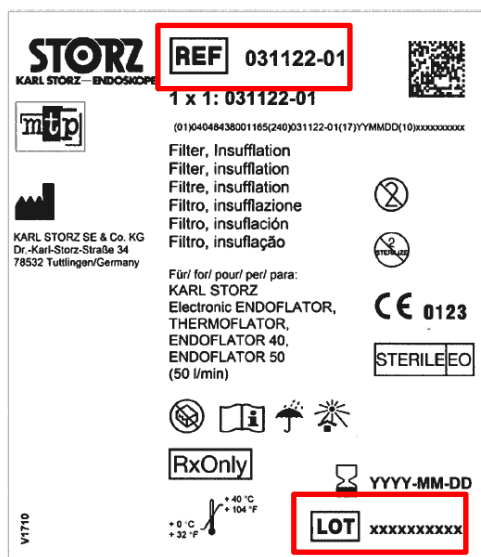 STORZ
KARL STORZ—ENDOSKOPE
REF 031122-01
1 x 1: 031122-01
(01)04048438001165(240)031122-01(17)YYMMDD(10)xxxxxxxxxx
mtp
Filter, Insufflation
Filter, insufflation
Filtre, insufflation
Filtro, insufflazione
Filtro, insuflación
Filtro, insuflação
KARL STORZ SE & Co. KG
Dr.-Karl-Storz-Straße 34
78532 Tuttlingen/Germany
Für/ for/ pour/ per/ para:
KARL STORZ
Electronic ENDOFLATOR,
THERMOFLATOR,
ENDOFLATOR 40,
ENDOFLATOR 50
(50 l/min)
2
2
STERILIZE
CE 0123
STERILE EO
i
RxOnly
YYYY-MM-DD
+ 40 °C
+ 104 °F
+ 0 °C
+ 32 °F
LOT xxxxxxxxxx
V1710